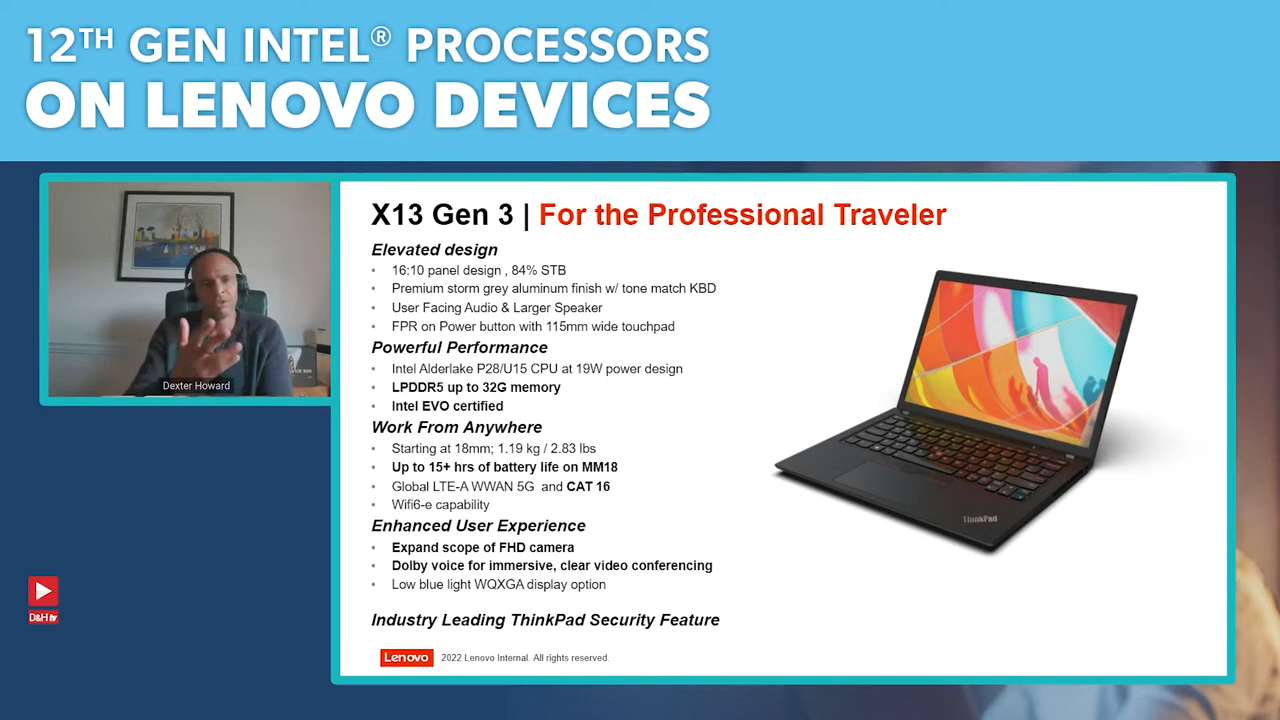 12TH GEN INTEL® PROCESSORS
ON LENOVO DEVICES
Dexter Howard
X13 Gen 3 | For the Professional Traveler
Elevated design
• 16:10 panel design , 84% STB
• Premium storm grey aluminum finish w/ tone match KBD
• User Facing Audio & Larger Speaker
• FPR on Power button with 115mm wide touchpad
Powerful Performance
• Intel Alderlake P28/U15 CPU at 19W power design
• LPDDR5 up to 32G memory
• Intel EVO certified
Work From Anywhere
• Starting at 18mm; 1.19 kg / 2.83 lbs
• Up to 15+ hrs of battery life on MM18
• Global LTE-A WWAN 5G and CAT 16
• Wifi6-e capability
Enhanced User Experience
• Expand scope of FHD camera
• Dolby voice for immersive, clear video conferencing
• Low blue light WQXGA display option
Industry Leading ThinkPad Security Feature
Lenovo 2022 Lenovo Internal. All rights reserved.
ThinkPad
D&H tv